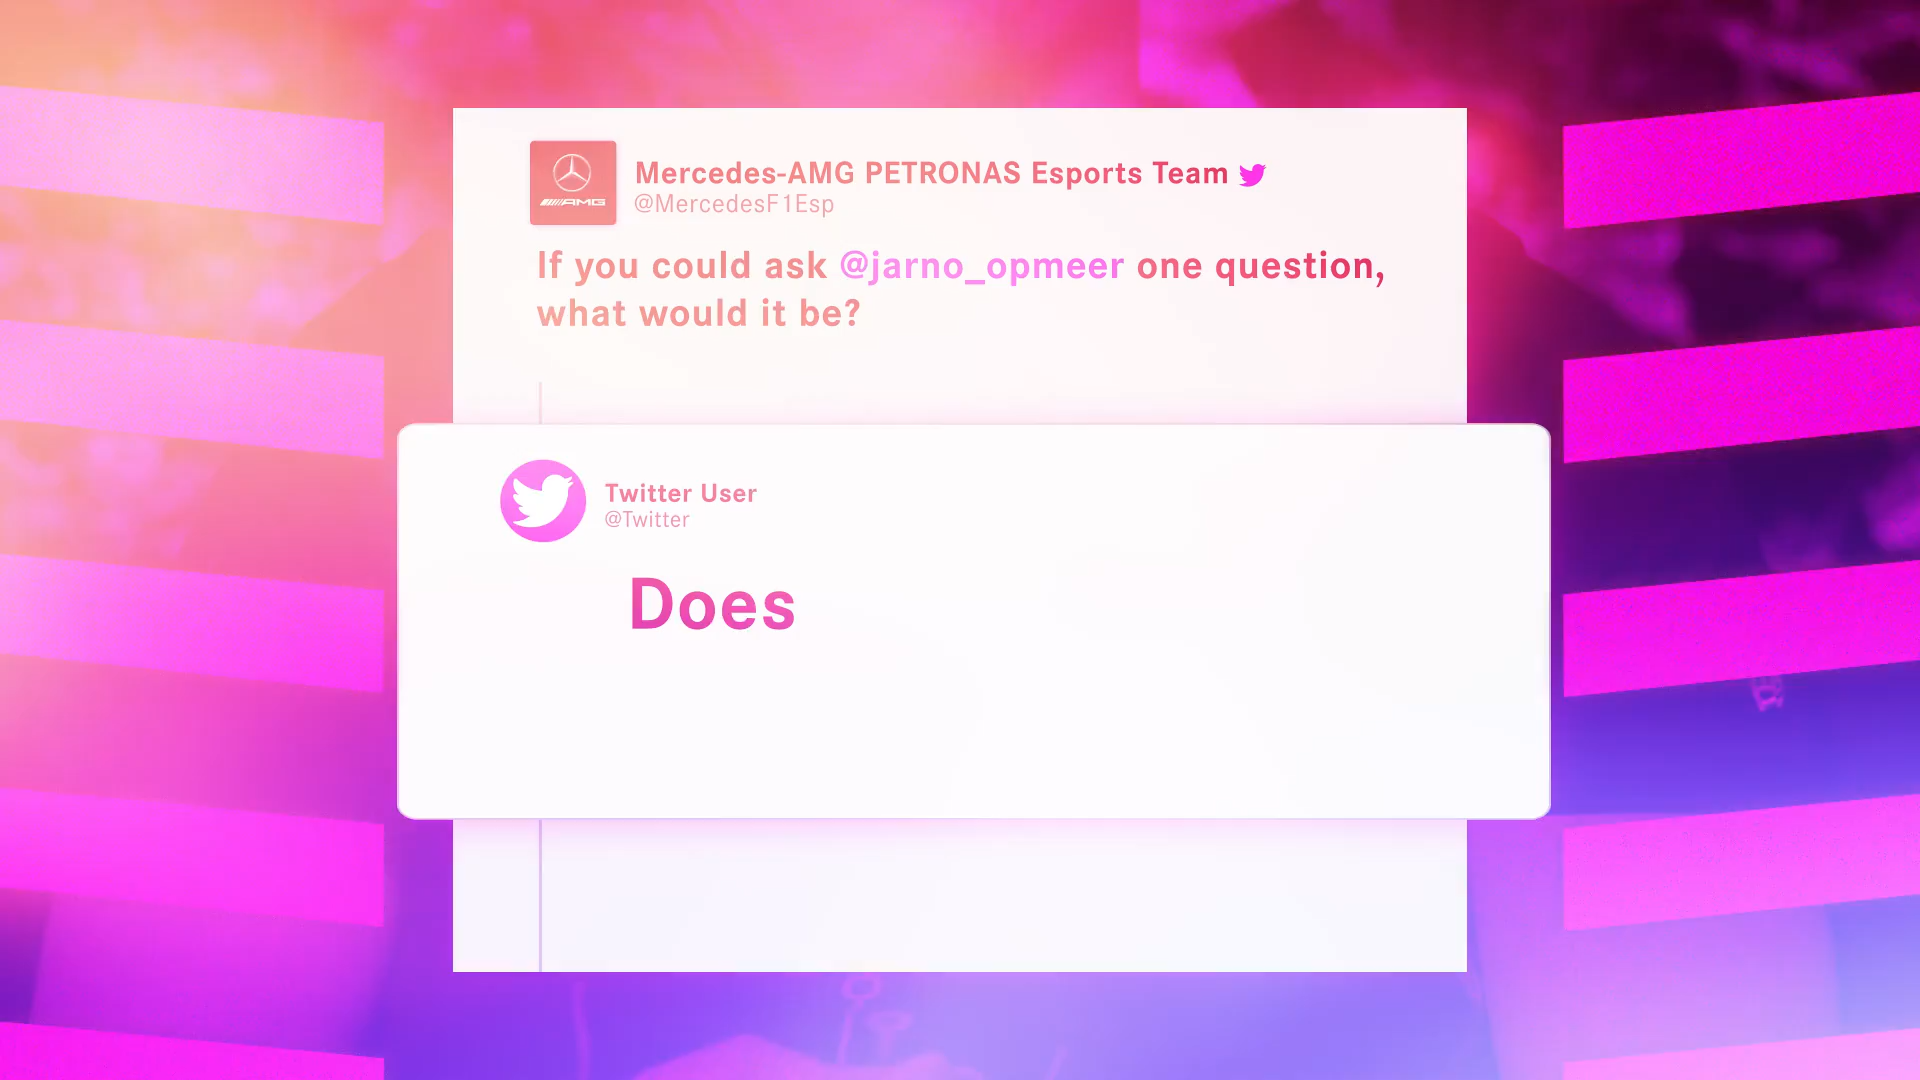 AMG
Mercedes-AMG PETRONAS Esports Team
@MercedesF1Esp
If you could ask @jarno_opmeer one question,
what would it be?
Twitter User
@Twitter
Does